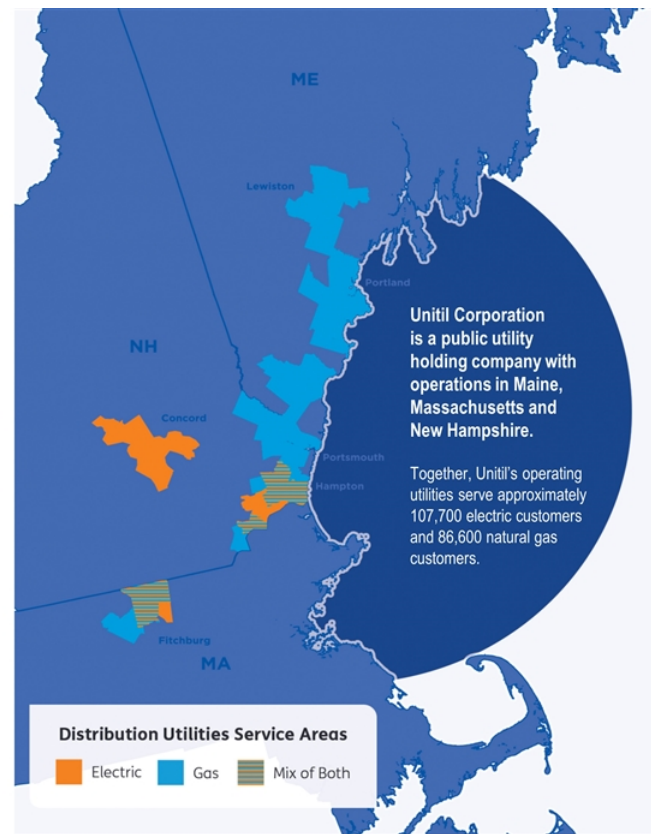 ME
Lewiston
Portland
Unitil Corporation
is a public utility
holding company with
operations in Maine,
Massachusetts and
New Hampshire.
Together, Unitil's operating
utilities serve approximately
107,700 electric customers
and 86,600 natural gas
customers.
NH
Concord
Portsmouth
Hampton
Fitchburg
MA
Distribution Utilities Service Areas
Electric
Gas
Mix of Both